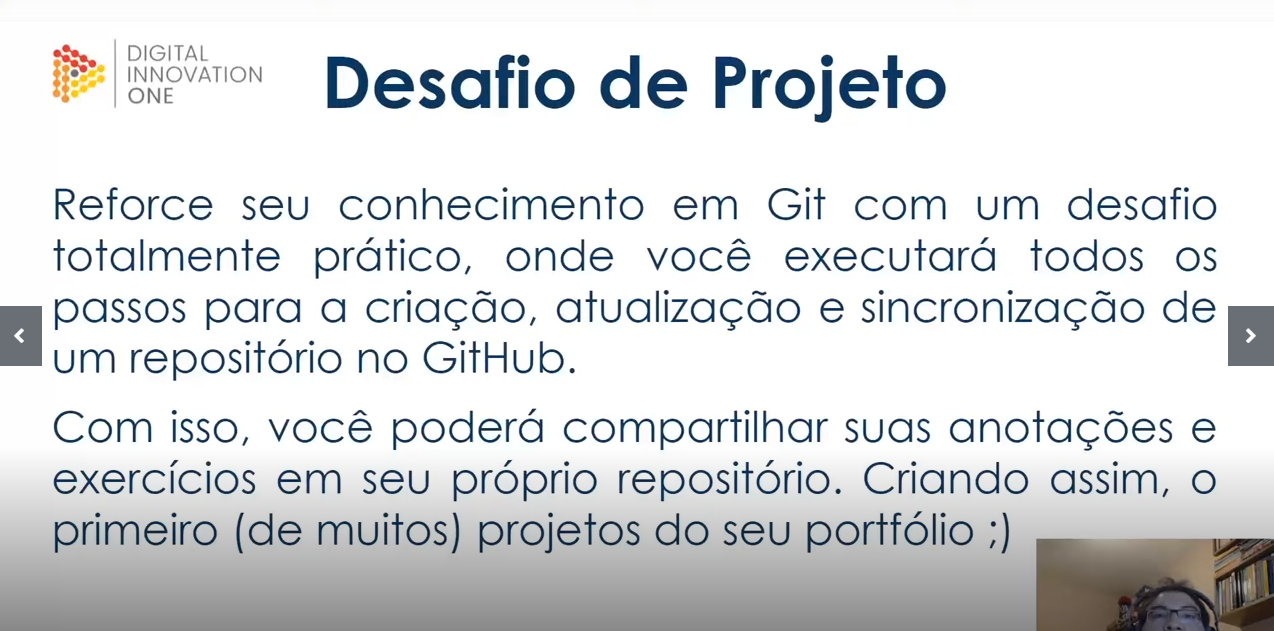 DIGITAL
INNOVATION
ONE
Desafio de Projeto
Reforce seu conhecimento em Git com um desafio
totalmente prático, onde você executará todos os
passos para a criação, atualização e sincronização de
um repositório no GitHub.
Com isso, você poderá compartilhar suas anotações e
exercícios em seu próprio repositório. Criando assim, o
primeiro (de muitos) projetos do seu portfólio ;)